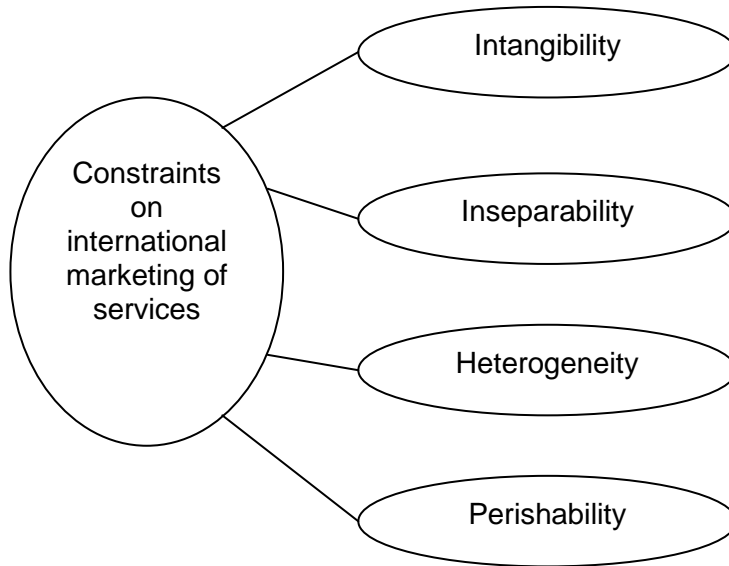 Constraints
on
international
marketing of
services
Intangibility
Inseparability
Heterogeneity
Perishability